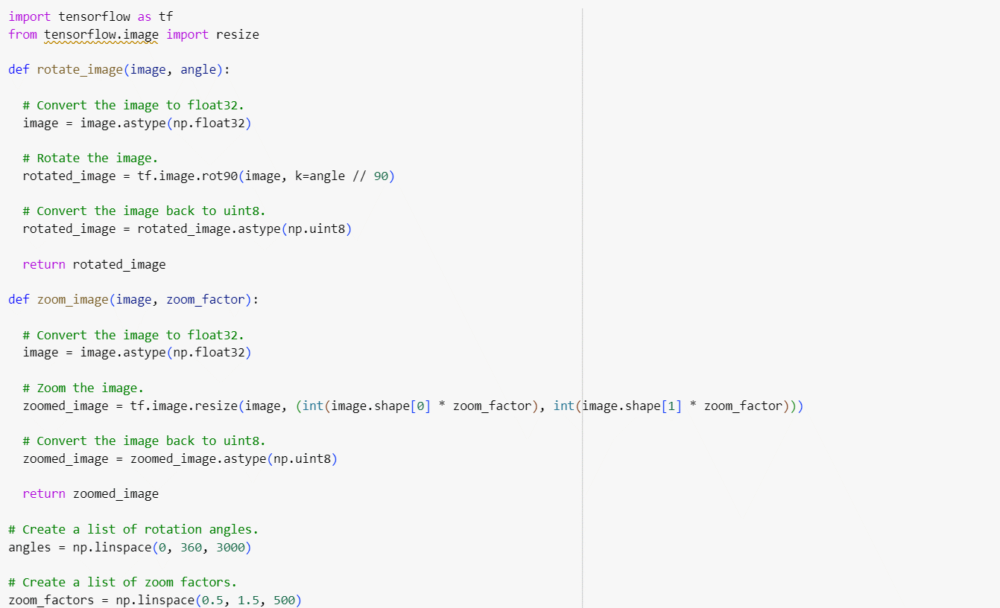 import tensorflow as tf
from tensorflow.image import resize
def rotate_image(image, angle):
# Convert the image to float32.
image = image.astype(np.float32)
# Rotate the image.
rotated_image = tf.image.rot90(image, k=angle // 90)
# Convert the image back to uint8.
rotated_image = rotated_image.astype(np.uint8)
return rotated_image
def zoom_image(image, zoom_factor):
# Convert the image to float32.
image = image.astype(np.float32)
# Zoom the image.
zoomed_image = tf.image.resize(image, (int(image.shape[0] * zoom_factor), int(image.shape[1] * zoom_factor)))
# Convert the image back to uint8.
zoomed_image = zoomed_image.astype(np.uint8)
return zoomed_image
# Create a list of rotation angles.
angles = np.linspace(0, 360, 3000)
# Create a list of zoom factors.
zoom_factors = np.linspace(0.5, 1.5, 500)